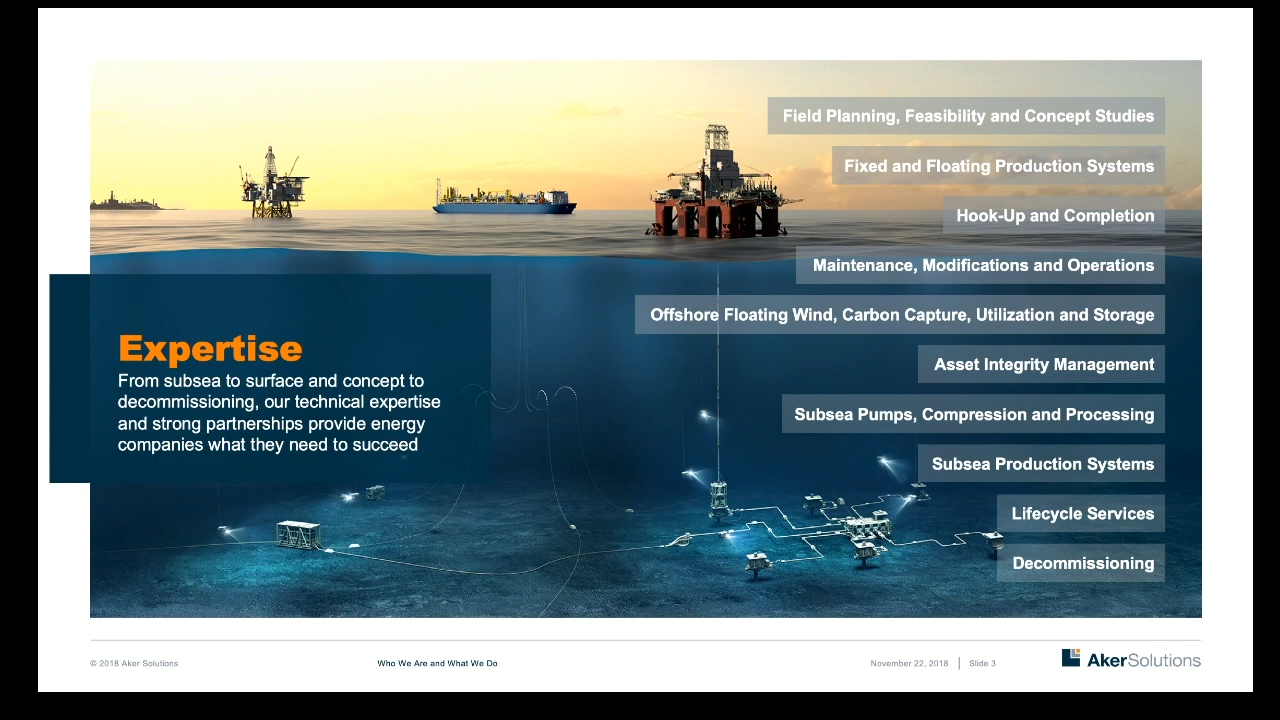 Field Planning, Feasibility and Concept Studies
Fixed and Floating Production Systems
Hook-Up and Completion
Maintenance, Modifications and Operations
Offshore Floating Wind, Carbon Capture, Utilization and Storage
Asset Integrity Management
Subsea Pumps, Compression and Processing
Subsea Production Systems
Lifecycle Services
Decommissioning
Expertise
From subsea to surface and concept to
decommissioning, our technical expertise
and strong partnerships provide energy
companies what they need to succeed
© 2018 Aker Solutions
Who We Are and What We Do
November 22, 2018 | Slide 3
AkerSolutions